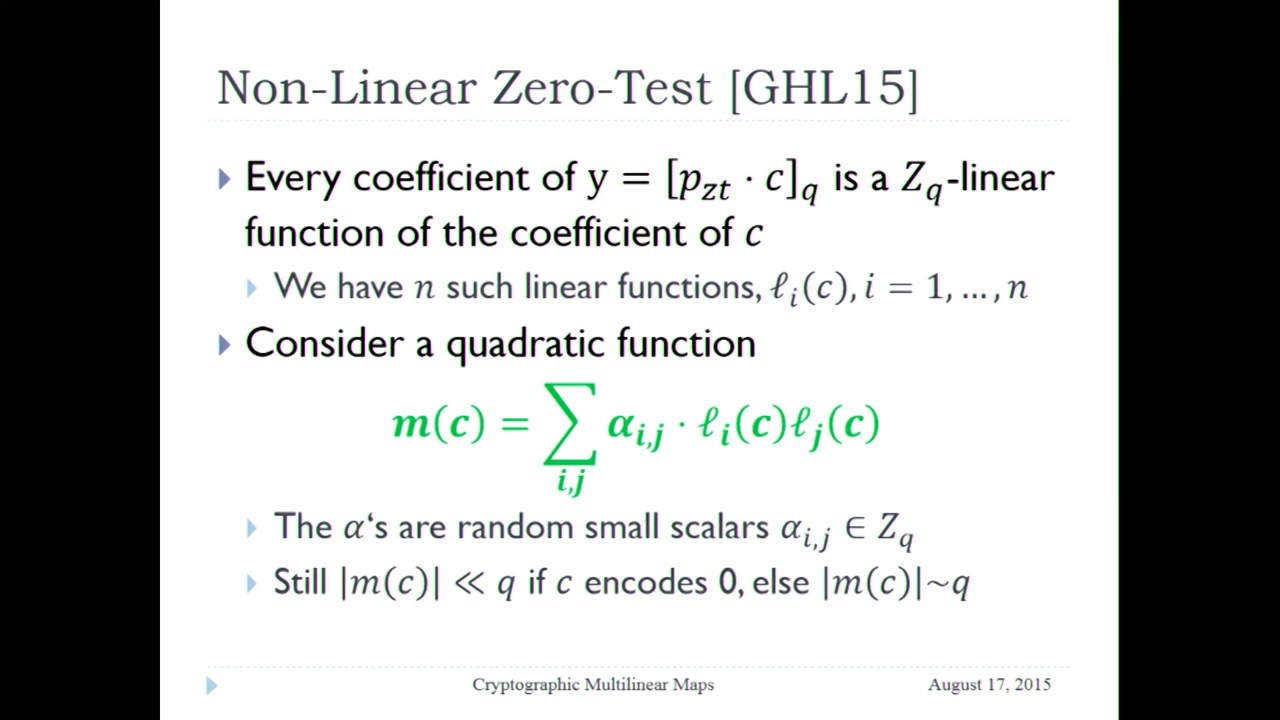 Non-Linear Zero-Test [GHL15]
Every coefficient of y = [p_{zt} · c]_q is a Z_q-linear
function of the coefficient of c
We have n such linear functions, ℓ_i(c), i = 1, …, n
Consider a quadratic function
m(c) = ∑_{i,j} α_{i,j} · ℓ_i(c)ℓ_j(c)
The α‘s are random small scalars α_{i,j} ∈ Z_q
Still |m(c)| ≪ q if c encodes 0, else |m(c)|~q
Cryptographic Multilinear Maps August 17, 2015